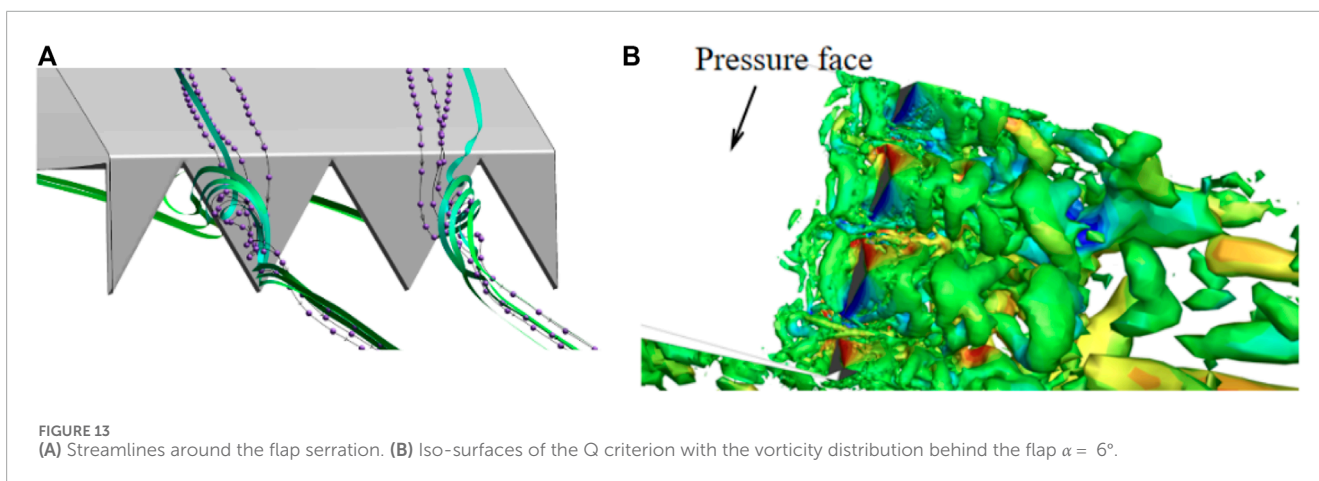 A
B
Pressure face
FIGURE 13
(A) Streamlines around the flap serration. (B) Iso-surfaces of the Q criterion with the vorticity distribution behind the flap α = 6°.